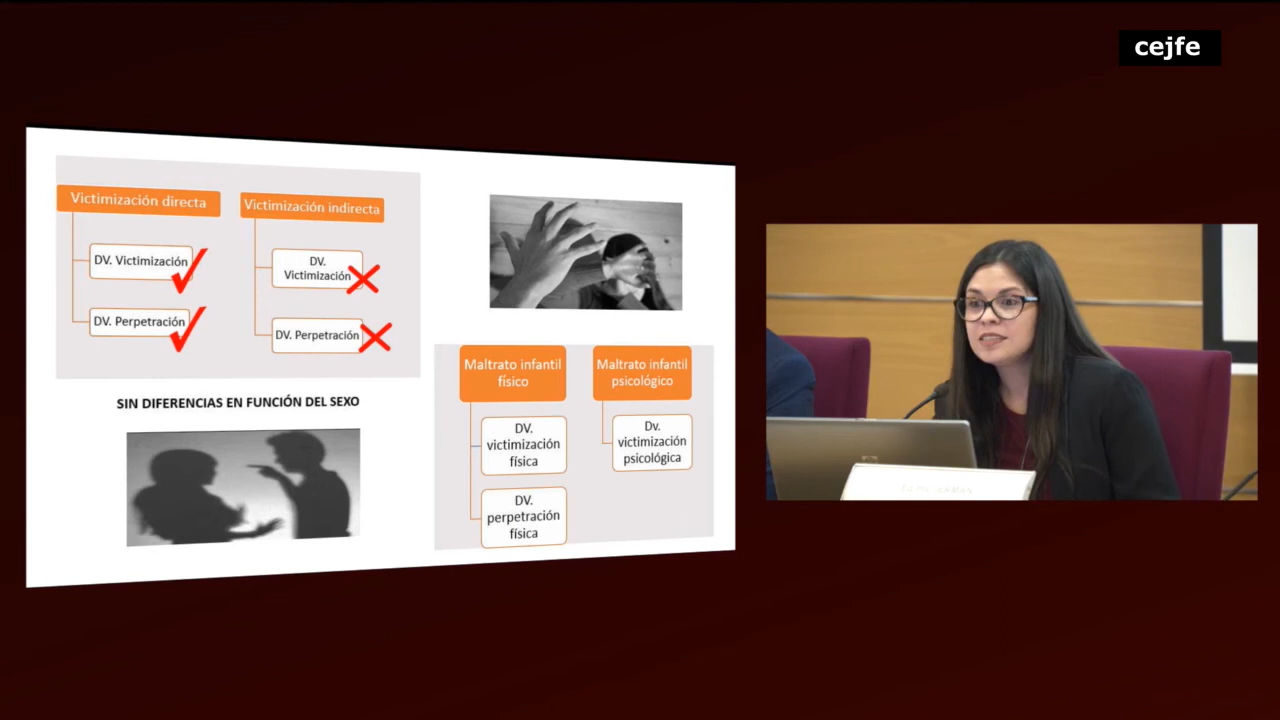 cejfe
Victimización directa
DV. Victimización
DV. Perpetración
Victimización indirecta
DV.
Victimización
DV. Perpetración
SIN DIFERENCIAS EN FUNCIÓN DEL SEXO
Maltrato infantil
físico
DV.
victimización
física
DV.
perpetración
física
Maltrato infantil
psicológico
Dv.
victimización
psicológica